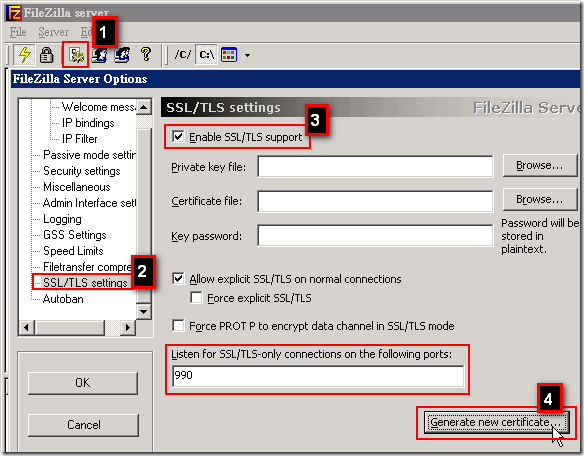 FileZilla server
File Server
1
/C/ C:\
FileZilla Server Options
Welcome mess
IP bindings
IP Filter
Passive mode settin
Security settings
Miscellaneous
Admin Interface sett
Logging
GSS Settings
Speed Limits
Filetransfer compre
SSL/TLS settings
Autoban
2
OK
Cancel
SSL/TLS settings
FileZilla Server
3
Enable SSL/TLS support
Private key file:
Browse...
Certificate file:
Browse...
Key password:
Password will be
stored in
plaintext.
Allow explicit SSL/TLS on normal connections
Force explicit SSL/TLS
Force PROT P to encrypt data channel in SSL/TLS mode
Listen for SSL/TLS-only connections on the following ports:
990
4
Generate new certificate...